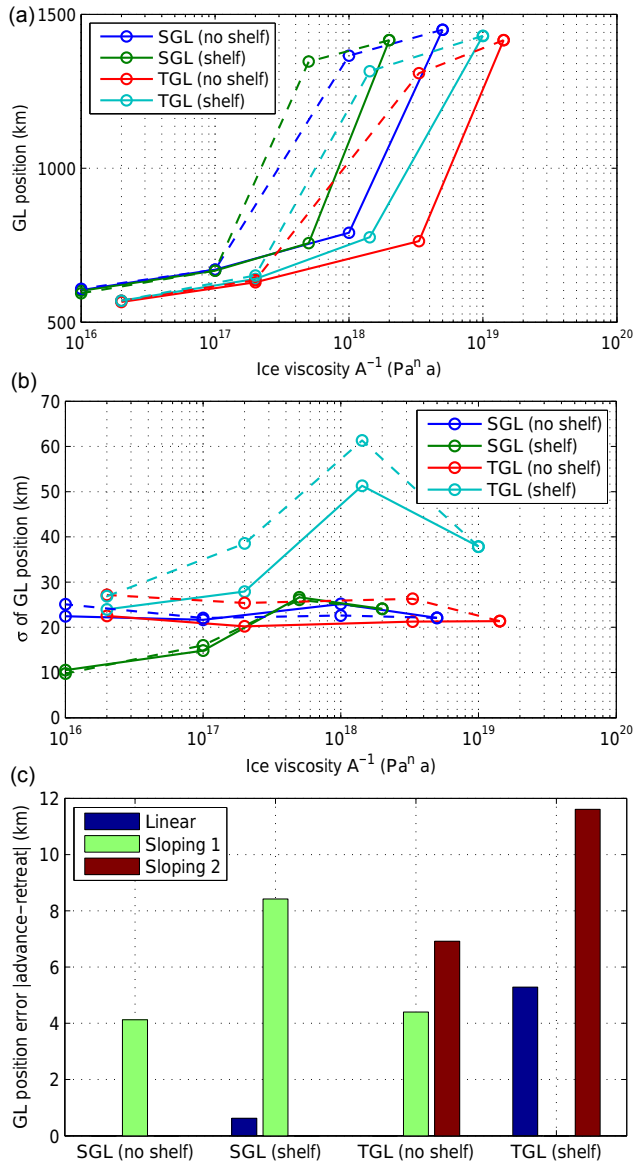 (a)
1500
1000
500
GL position (km)
SGL (no shelf)
SGL (shelf)
TGL (no shelf)
TGL (shelf)
10^16 10^17 10^18 10^19 10^20
Ice viscosity A^−1 (Pa^n a)
(b)
70
60
50
40
30
20
10
0
σ of GL position (km)
SGL (no shelf)
SGL (shelf)
TGL (no shelf)
TGL (shelf)
10^16 10^17 10^18 10^19 10^20
Ice viscosity A^−1 (Pa^n a)
(c)
12
10
8
6
4
2
0
GL position error |advance−retreat| (km)
Linear
Sloping 1
Sloping 2
SGL (no shelf) SGL (shelf) TGL (no shelf) TGL (shelf)